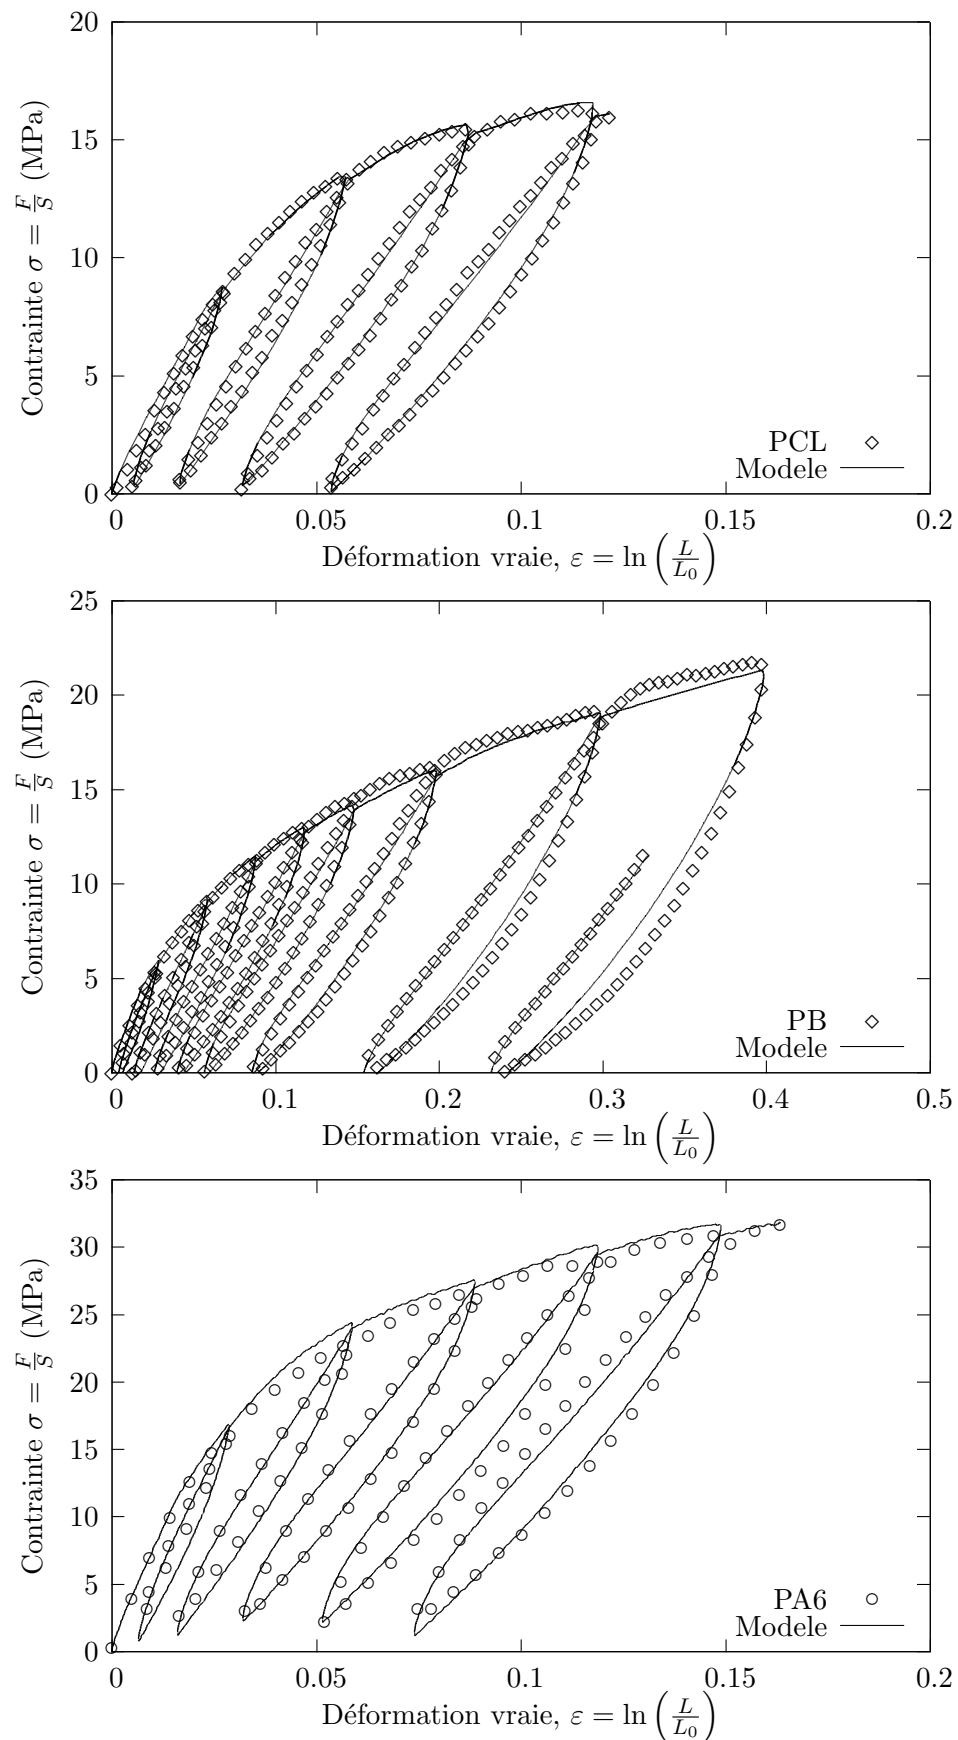 20
15
10
5
0
Contrainte σ = F/S (MPa)
PCL
Modele
0 0.05 0.1 0.15 0.2
Déformation vraie, ε = ln (L/L₀)
25
20
15
10
5
0
Contrainte σ = F/S (MPa)
PB
Modele
0 0.1 0.2 0.3 0.4 0.5
Déformation vraie, ε = ln (L/L₀)
35
30
25
20
15
10
5
0
Contrainte σ = F/S (MPa)
PA6
Modele
0 0.05 0.1 0.15 0.2
Déformation vraie, ε = ln (L/L₀)